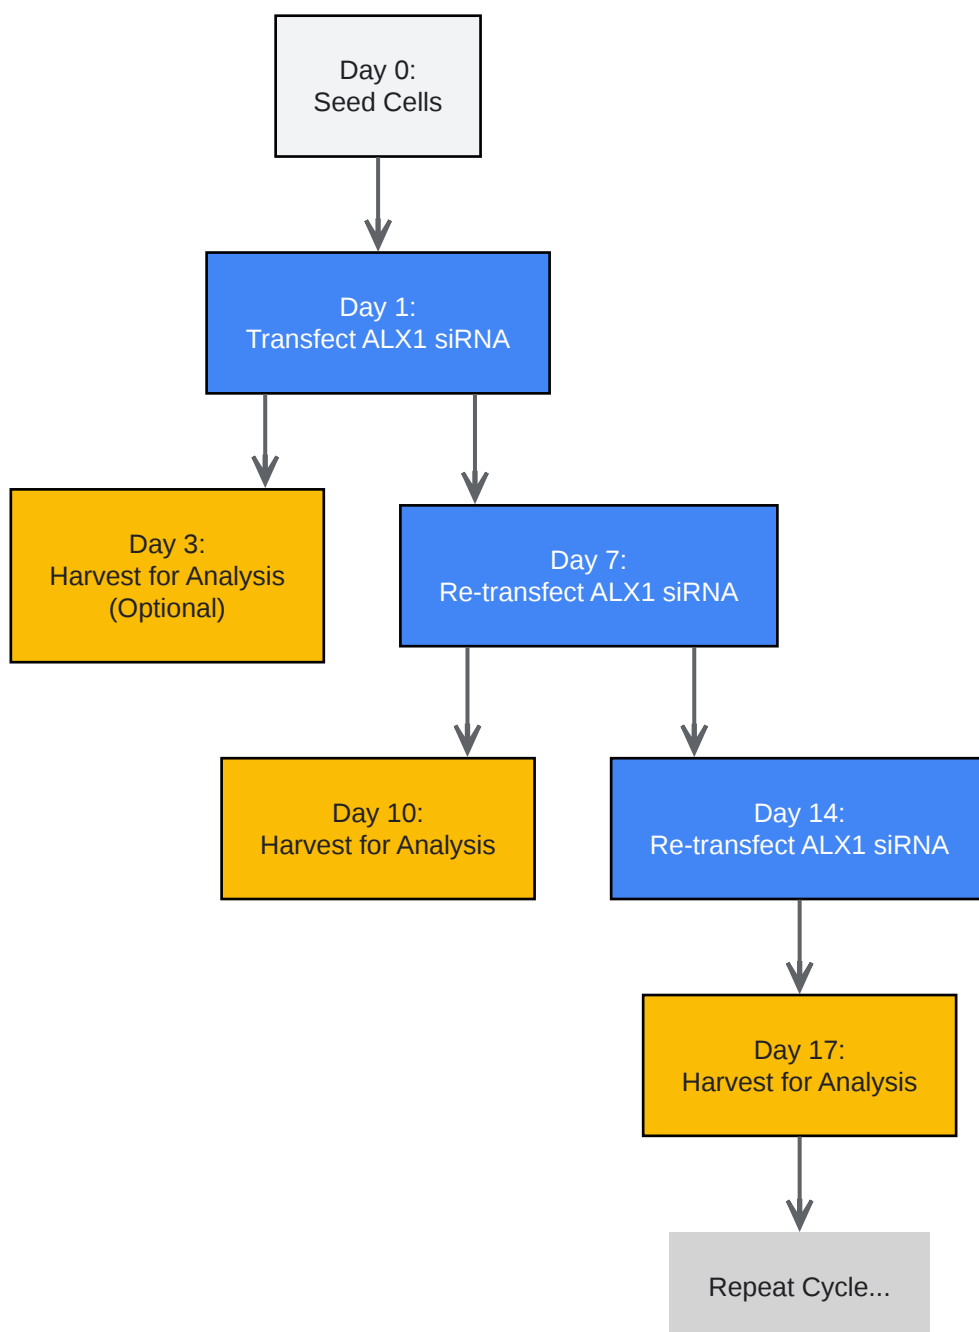 Day 0:
Seed Cells
Day 1:
Transfect ALX1 siRNA
Day 3:
Harvest for Analysis
(Optional)
Day 7:
Re-transfect ALX1 siRNA
Day 10:
Harvest for Analysis
Day 14:
Re-transfect ALX1 siRNA
Day 17:
Harvest for Analysis
Repeat Cycle...